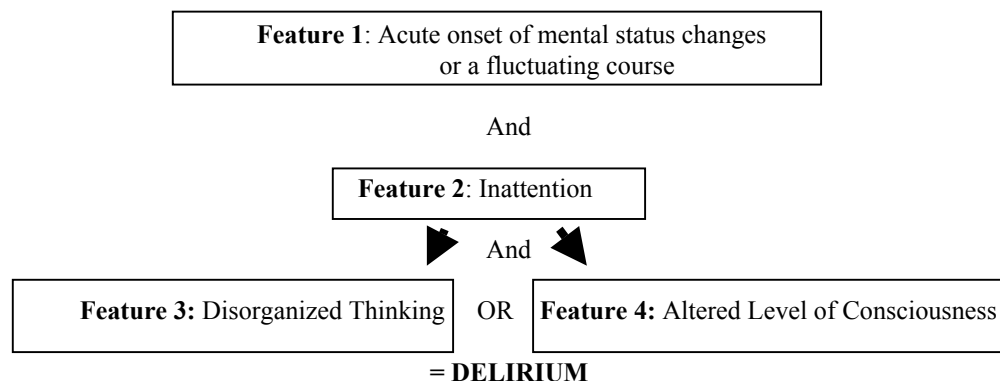 Feature 1: Acute onset of mental status changes
or a fluctuating course
And
Feature 2: Inattention
And
Feature 3: Disorganized Thinking OR Feature 4: Altered Level of Consciousness
= DELIRIUM